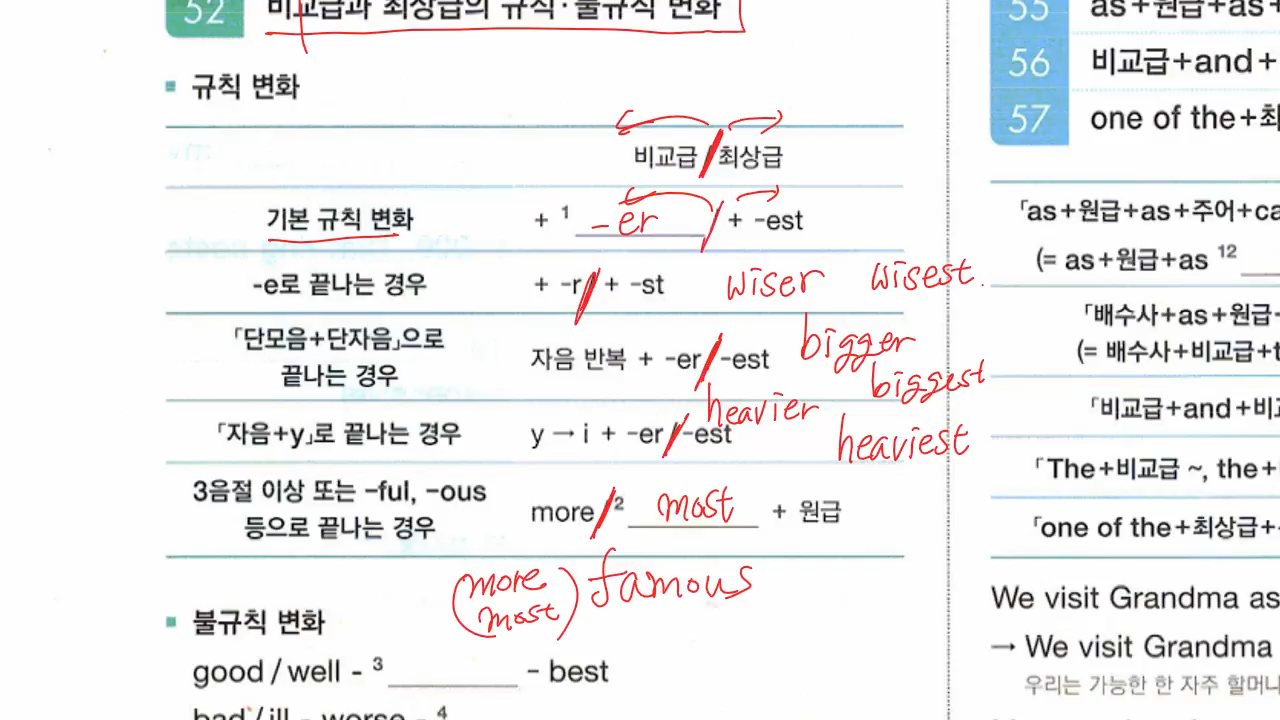 52 비교급과 최상급의 규칙·불규칙 변화
규칙 변화
비교급 / 최상급
기본 규칙 변화 + 1 -er / + -est
-e로 끝나는 경우 + -r / + -st wiser wisest.
「단모음+단자음」으로
끝나는 경우 자음 반복 + -er / -est bigger
biggest
「자음+y」로 끝나는 경우 y → i + -er / -est heavier
heaviest
3음절 이상 또는 -ful, -ous
등으로 끝나는 경우 more / 2 most + 원급
(more
most) famous
불규칙 변화
good / well - 3 ________ - best
bad / ill - worse - 4
55 as+원급+as+
56 비교급+and+
57 one of the+
「as+원급+as+주어+ca
(= as+원급+as 12
「배수사+as+원급
(= 배수사+비교급+t
「비교급+and+비
「The+비교급 ~, the+
「one of the+최상급+
We visit Grandma as
→ We visit Grandma
우리는 가능한 한 자주 할머니